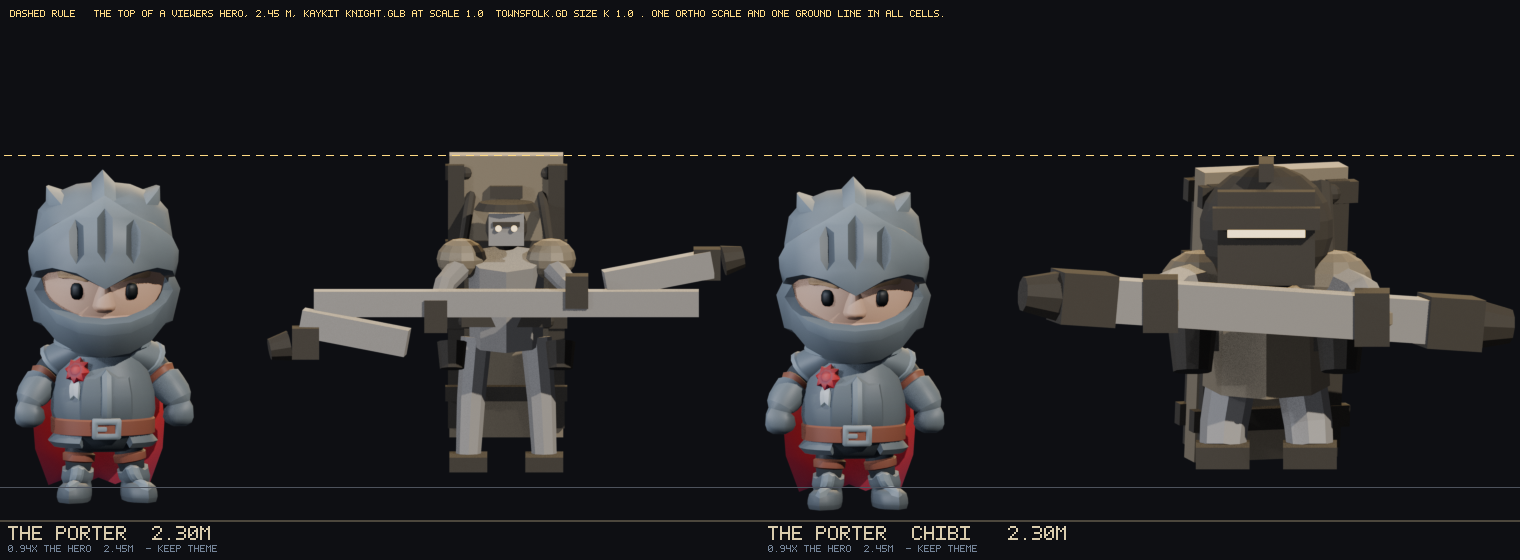 DASHED RULE   THE TOP OF A VIEWERS HERO, 2.45 M, KAYKIT KNIGHT.GLB AT SCALE 1.0  TOWNSFOLK.GD SIZE K 1.0 . ONE ORTHO SCALE AND ONE GROUND LINE IN ALL CELLS.
THE PORTER  2.30M
0.94X THE HERO  2.45M  – KEEP THEME
THE PORTER  CHIBI   2.30M
0.94X THE HERO  2.45M  – KEEP THEME